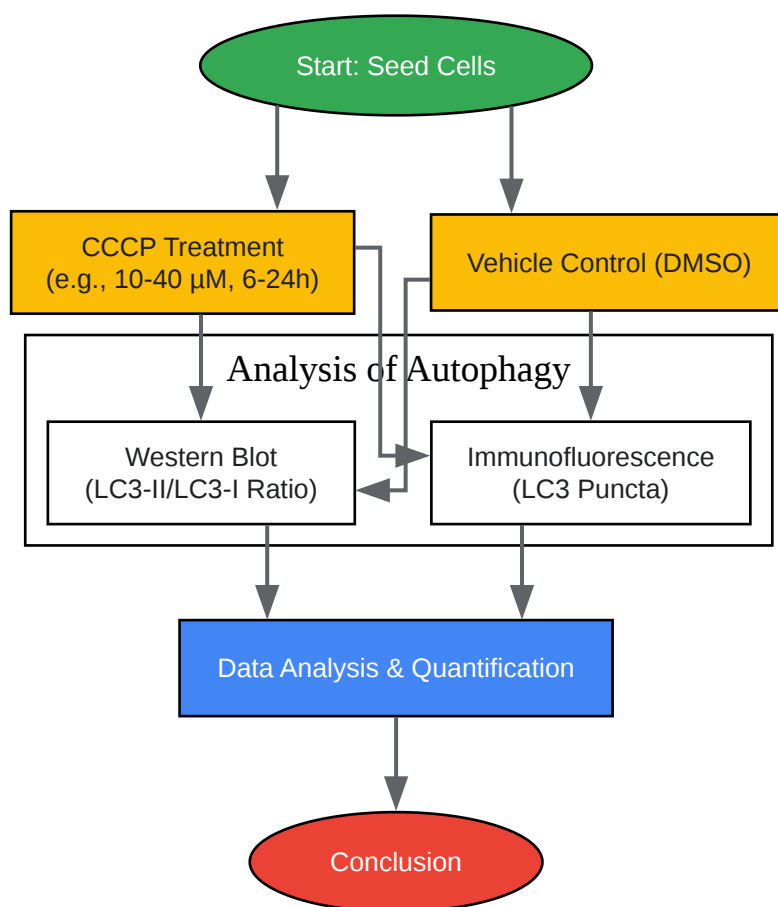 Start: Seed Cells
CCCP Treatment
(e.g., 10-40 µM, 6-24h)
Vehicle Control (DMSO)
Analysis of Autophagy
Western Blot
(LC3-II/LC3-I Ratio)
Immunofluorescence
(LC3 Puncta)
Data Analysis & Quantification
Conclusion